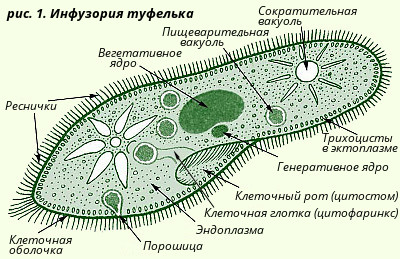 рис. 1. Инфузория туфелька
Сократительная
вакуоль
Пищеварительная
вакуоль
Вегетативное
ядро
Реснички
Трихоцисты
в эктоплазме
Генеративное ядро
Клеточный рот (цитостом)
Клеточная глотка (цитофаринкс)
Эндоплазма
Порошица
Клеточная
оболочка